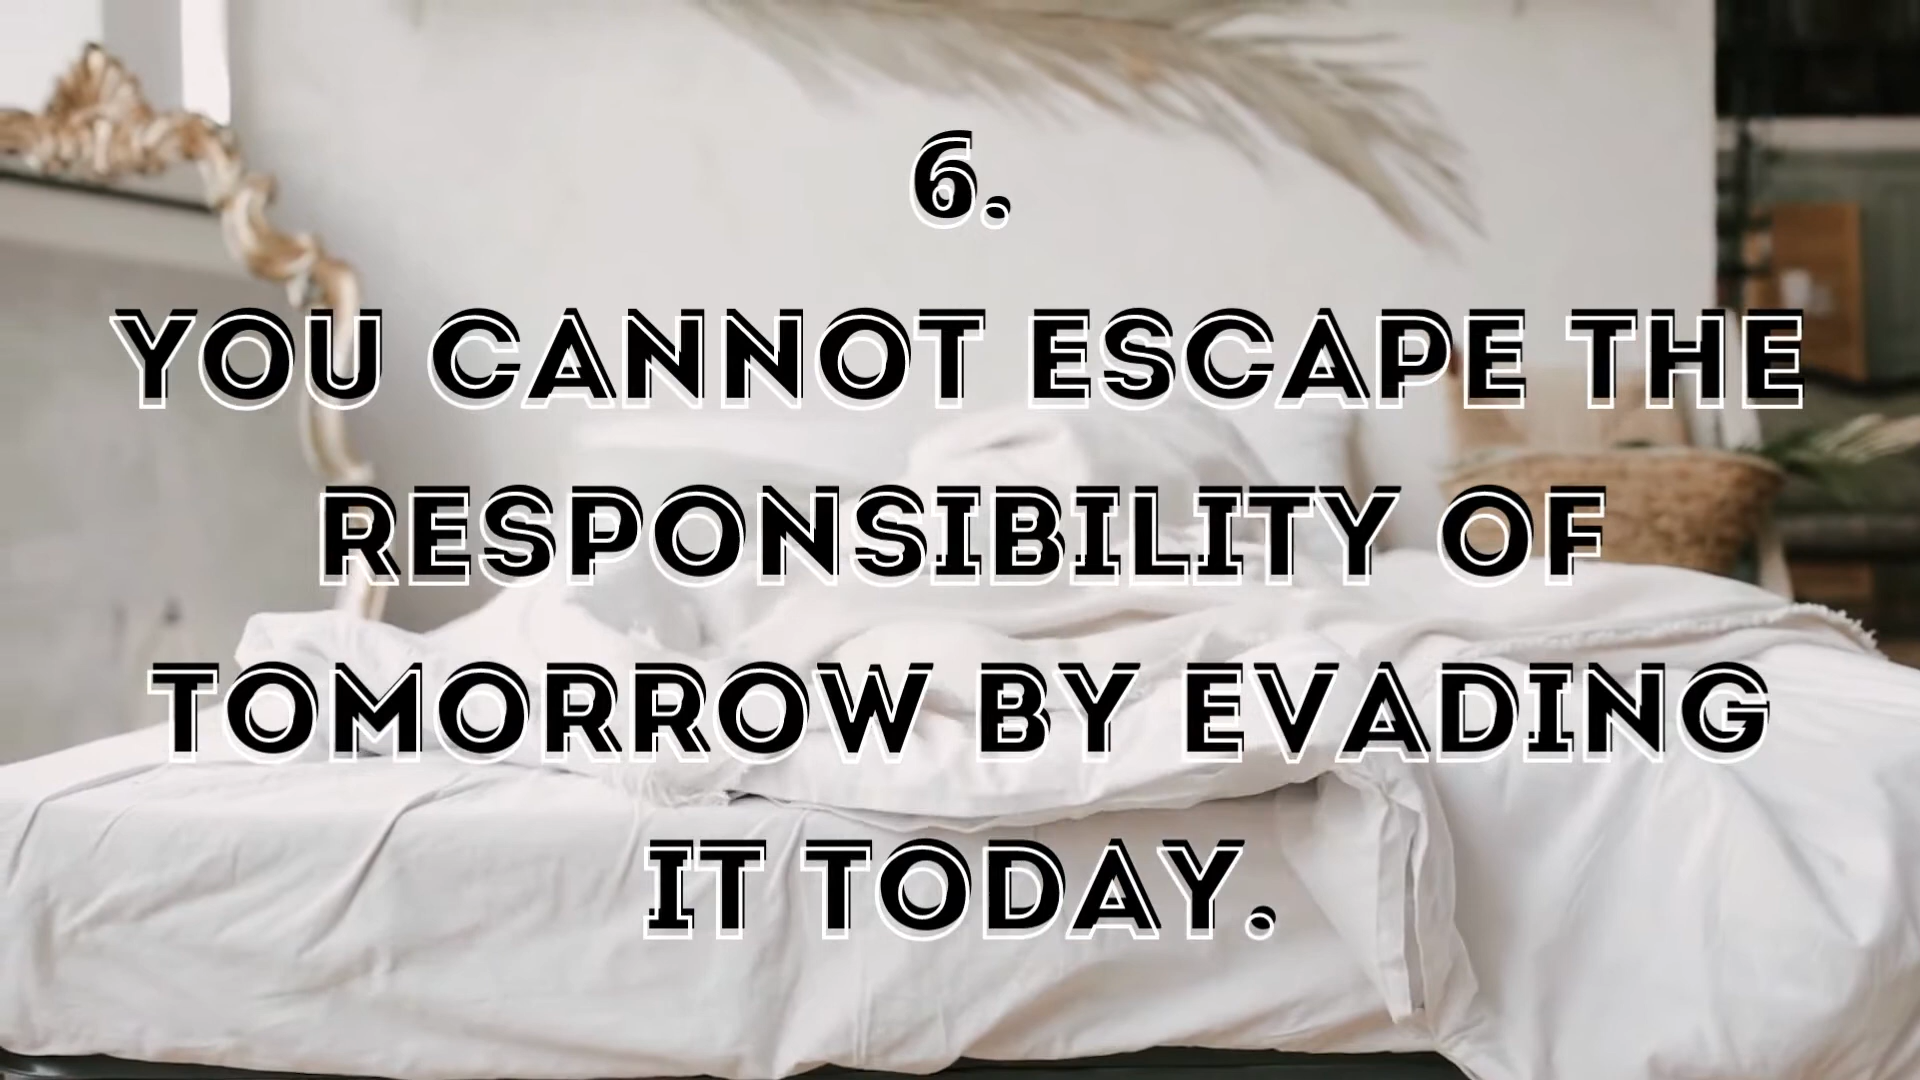 6.
YOU CANNOT ESCAPE THE
RESPONSIBILITY OF
TOMORROW BY EVADING
IT TODAY.